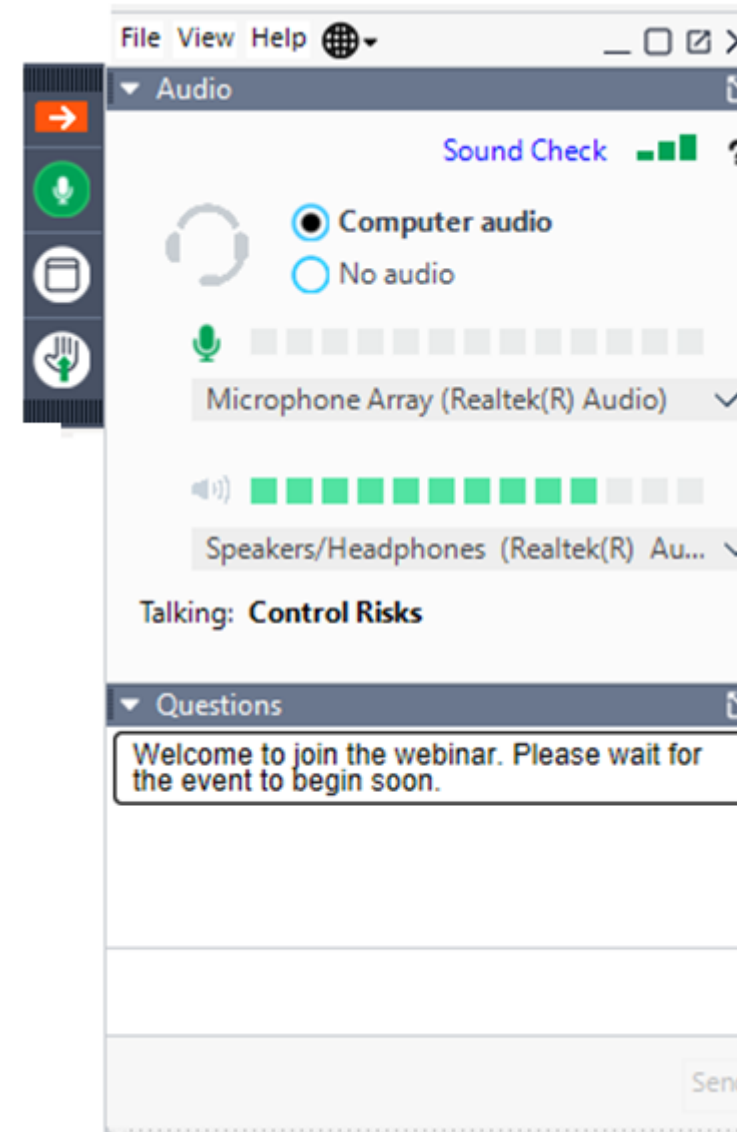 File View Help
Audio
Sound Check
?
Computer audio
No audio
Microphone Array (Realtek(R) Audio)
Speakers/Headphones (Realtek(R) Au...
Talking: Control Risks
Questions
Welcome to join the webinar. Please wait for
the event to begin soon.
Send